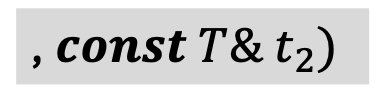 , const T& t₂)